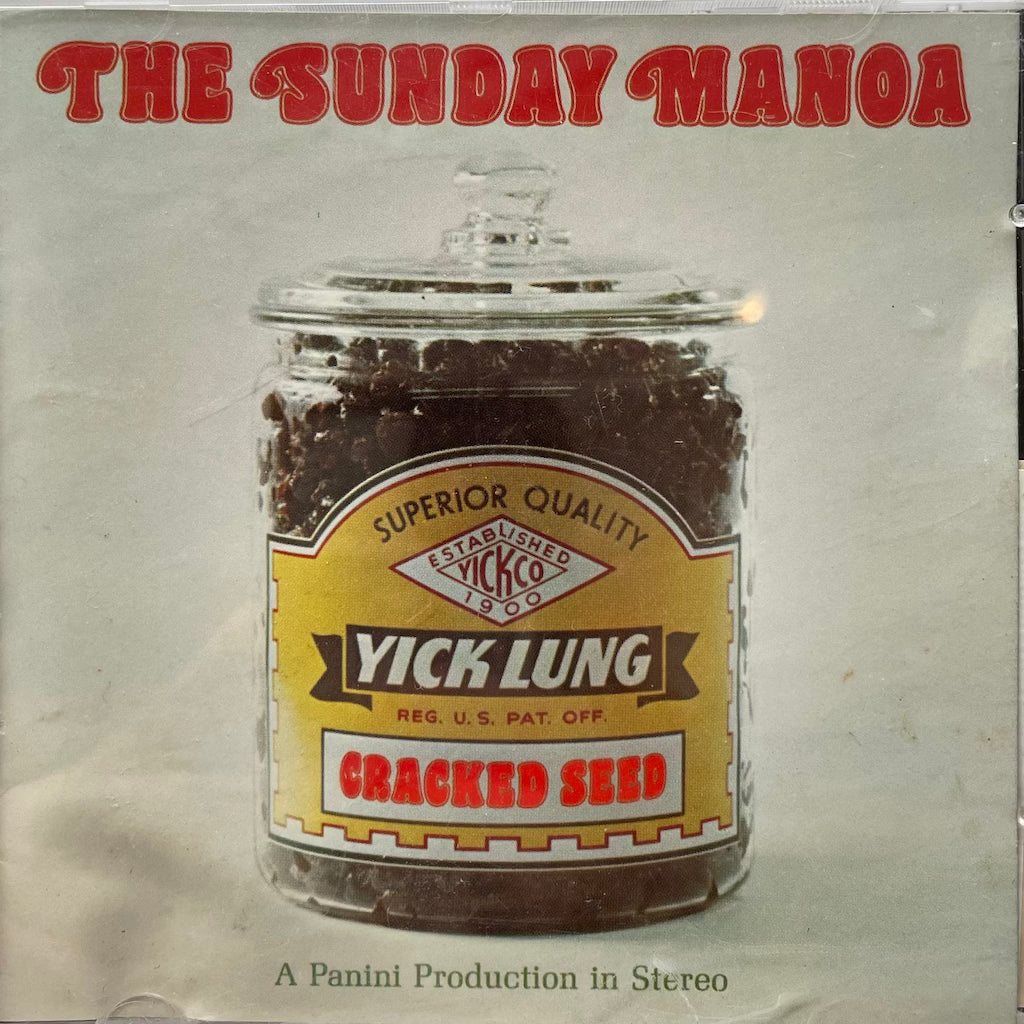 THE SUNDAY MANOA
SUPERIOR QUALITY
ESTABLISHED
YICKCO
1900
YICK LUNG
REG. U.S. PAT. OFF.
CRACKED SEED
A Panini Production in Stereo